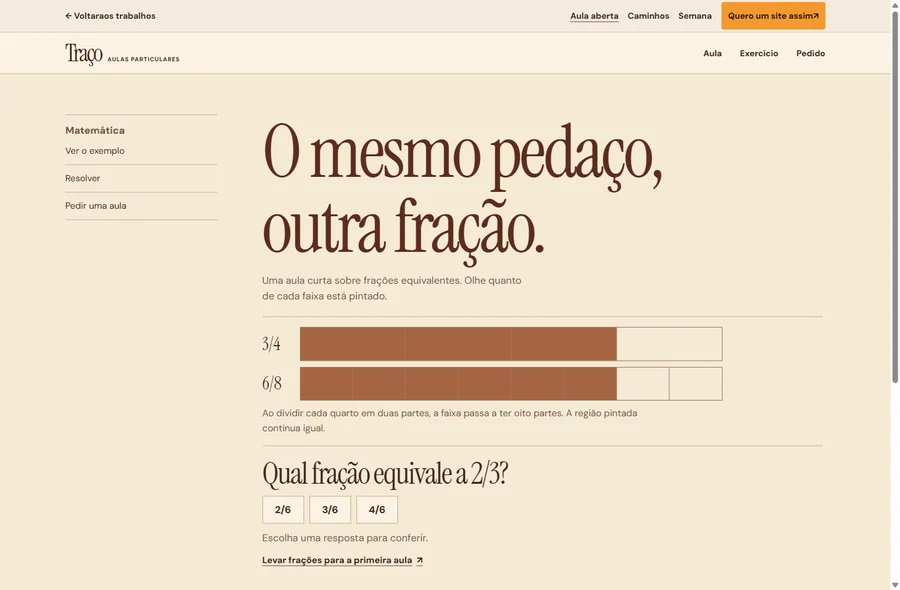 ← Voltaraos trabalhos
Aula aberta Caminhos Semana Quero um site assim↗
Traço AULAS PARTICULARES
Aula Exercício Pedido
Matemática
Ver o exemplo
Resolver
Pedir uma aula
O mesmo pedaço,
outra fração.
Uma aula curta sobre frações equivalentes. Olhe quanto
de cada faixa está pintado.
3/4
6/8
Ao dividir cada quarto em duas partes, a faixa passa a ter oito partes. A região pintada
continua igual.
Qual fração equivale a 2/3?
2/6 3/6 4/6
Escolha uma resposta para conferir.
Levar frações para a primeira aula ↗